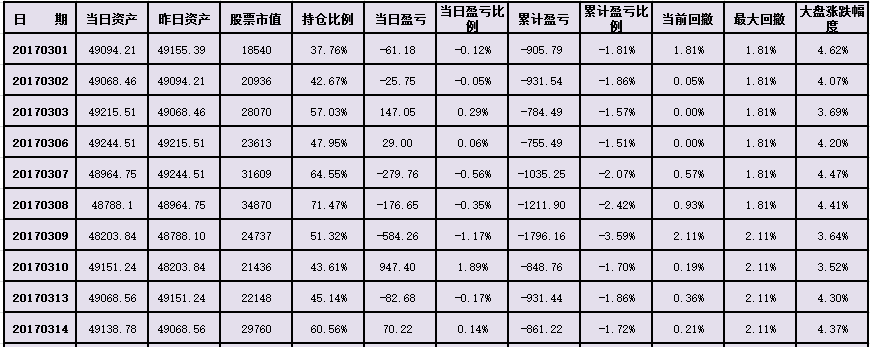 日 期 当日资产 昨日资产 股票市值 持仓比例 当日盈亏 当日盈亏比例 累计盈亏 累计盈亏比例 当前回撤 最大回撤 大盘涨跌幅度
20170301 49094.21 49155.39 18540 37.76% -61.18 -0.12% -905.79 -1.81% 1.81% 1.81% 4.62%
20170302 49068.46 49094.21 20936 42.67% -25.75 -0.05% -931.54 -1.86% 0.05% 1.81% 4.07%
20170303 49215.51 49068.46 28070 57.03% 147.05 0.29% -784.49 -1.57% 0.00% 1.81% 3.69%
20170306 49244.51 49215.51 23613 47.95% 29.00 0.06% -755.49 -1.51% 0.00% 1.81% 4.20%
20170307 48964.75 49244.51 31609 64.55% -279.76 -0.56% -1035.25 -2.07% 0.57% 1.81% 4.47%
20170308 48788.1 48964.75 34870 71.47% -176.65 -0.35% -1211.90 -2.42% 0.93% 1.81% 4.41%
20170309 48203.84 48788.10 24737 51.32% -584.26 -1.17% -1796.16 -3.59% 2.11% 2.11% 3.64%
20170310 49151.24 48203.84 21436 43.61% 947.40 1.89% -848.76 -1.70% 0.19% 2.11% 3.52%
20170313 49068.56 49151.24 22148 45.14% -82.68 -0.17% -931.44 -1.86% 0.36% 2.11% 4.30%
20170314 49138.78 49068.56 29760 60.56% 70.22 0.14% -861.22 -1.72% 0.21% 2.11% 4.37%